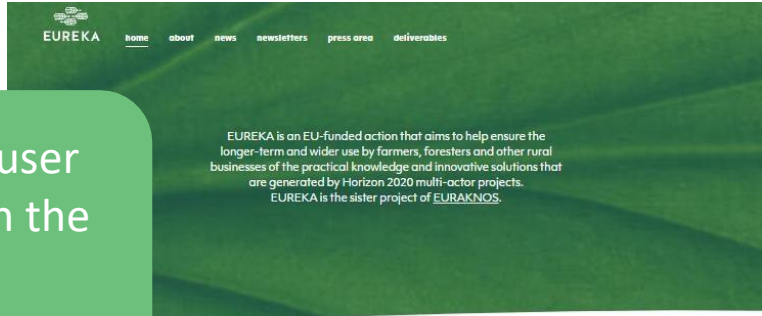 EUREKA
home about news newsletters press area deliverables
user
n the
EUREKA is an EU-funded action that aims to help ensure the
longer-term and wider use by farmers, foresters and other rural
businesses of the practical knowledge and innovative solutions that
are generated by Horizon 2020 multi-actor projects.
EUREKA is the sister project of EURAKNOS.